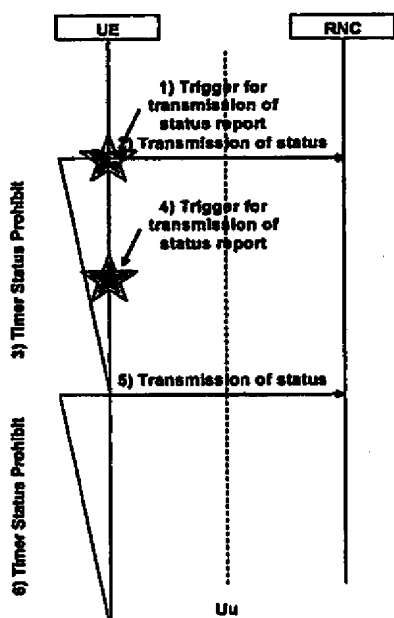 UE
RNC
1) Trigger for
transmission of
status report
2) Transmission of status
4) Trigger for
transmission of
status report
3) Timer Status Prohibit
5) Transmission of status
6) Timer Status Prohibit
Uu